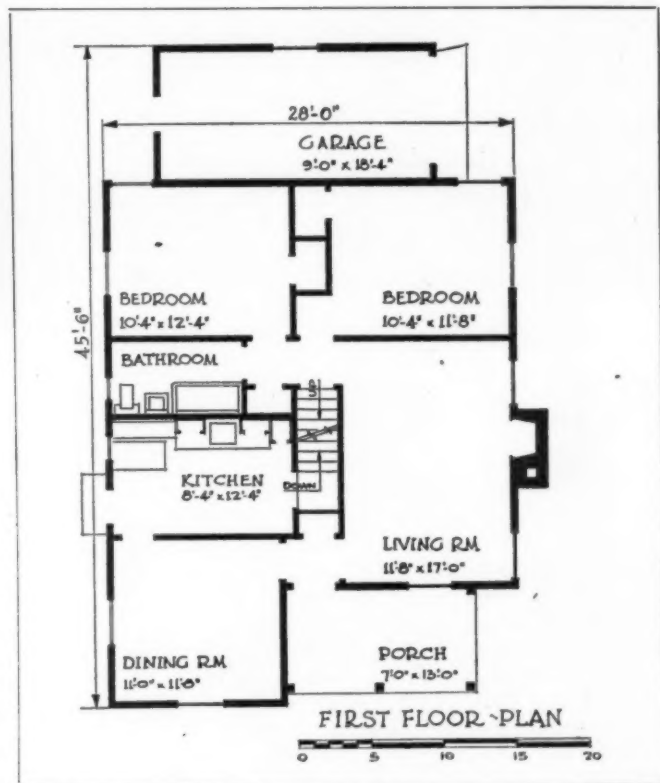 28'-0"
GARAGE
9'-0" x 18'-4"
45'-6"
BEDROOM
10'-4" x 12'-4"
BEDROOM
10'-4" x 11'-8"
BATHROOM
UP
KITCHEN
8'-4" x 12'-4"
DOWN
LIVING RM
11'-8" x 17'-0"
DINING RM
11'-0" x 11'-8"
PORCH
7'-0" x 13'-0"
FIRST FLOOR-PLAN
0 5 10 15 20